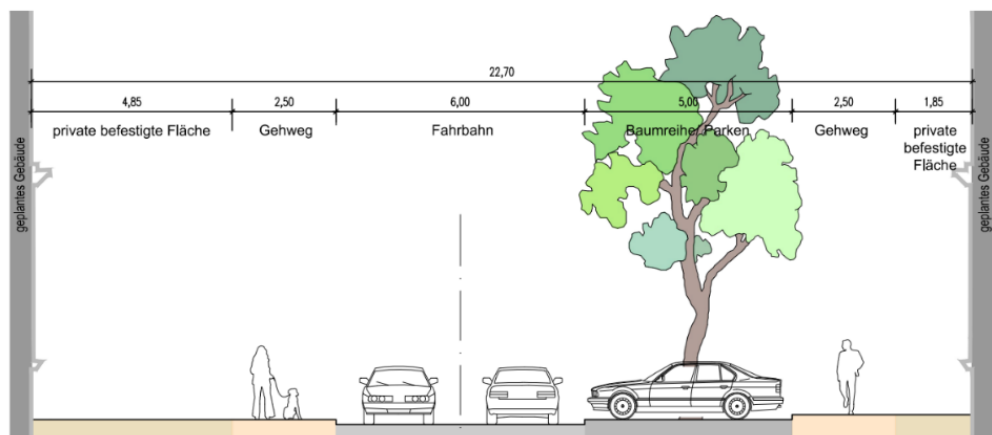 22,70
4,85
2,50
6,00
5,00
2,50
1,85
private befestigte Fläche
Gehweg
Fahrbahn
Baumreihe, Parken
Gehweg
private
befestigte
Fläche
geplantes Gebäude
geplantes Gebäude